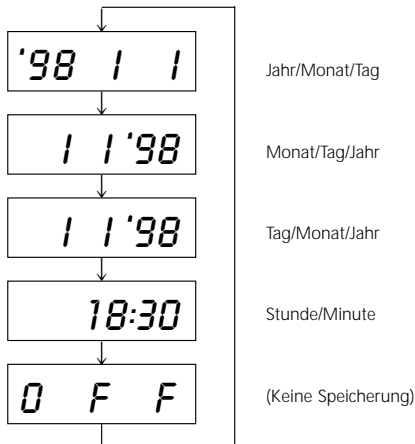 '98 1 1 Jahr/Monat/Tag
1 1 '98 Monat/Tag/Jahr
1 1 '98 Tag/Monat/Jahr
18:30 Stunde/Minute
O F F (Keine Speicherung)